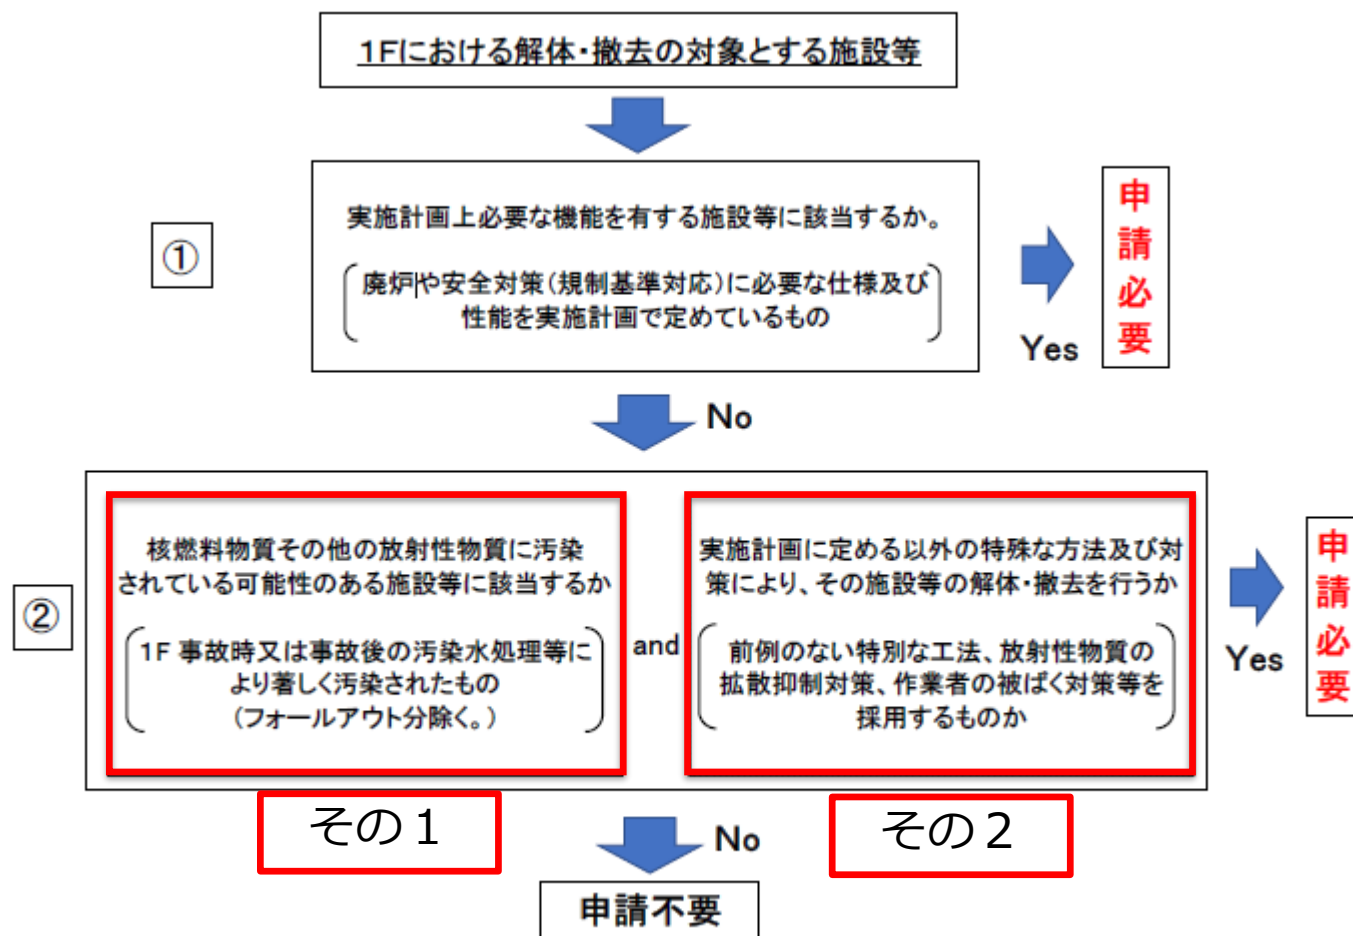 1Fにおける解体・撤去の対象とする施設等
①
実施計画上必要な機能を有する施設等に該当するか。
廃炉や安全対策(規制基準対応)に必要な仕様及び
性能を実施計画で定めているもの
Yes
申
請
必
要
No
②
核燃料物質その他の放射性物質に汚染
されている可能性のある施設等に該当するか
1F 事故時又は事故後の汚染水処理等に
より著しく汚染されたもの
(フォールアウト分除く。)
and
実施計画に定める以外の特殊な方法及び対
策により、その施設等の解体・撤去を行うか
前例のない特別な工法、放射性物質の
拡散抑制対策、作業者の被ばく対策等を
採用するものか
Yes
申
請
必
要
その1
その2
No
申請不要